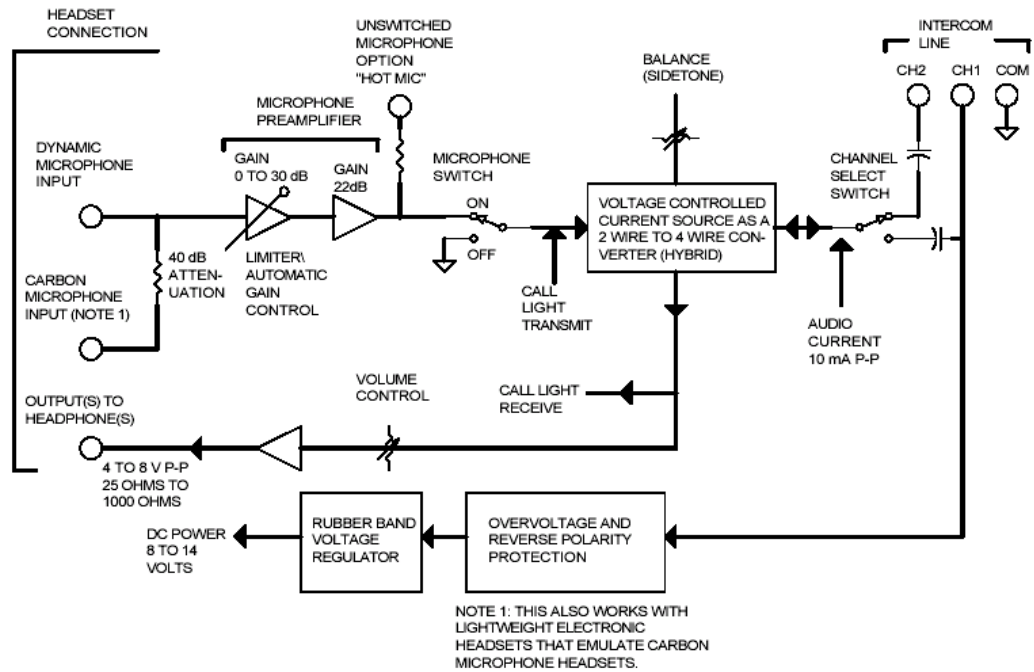 HEADSET
CONNECTION
UNSWITCHED
MICROPHONE
OPTION
"HOT MIC"
MICROPHONE
PREAMPLIFIER
BALANCE
(SIDETONE)
INTERCOM
LINE
CH2
CH1
COM
DYNAMIC
MICROPHONE
INPUT
GAIN
0 TO 30 dB
GAIN
22dB
MICROPHONE
SWITCH
ON
OFF
VOLTAGE CONTROLLED
CURRENT SOURCE AS A
2 WIRE TO 4 WIRE CON-
VERTER (HYBRID)
CHANNEL
SELECT
SWITCH
40 dB
ATTEN-
UATION
LIMITER\
AUTOMATIC
GAIN
CONTROL
CARBON
MICROPHONE
INPUT (NOTE 1)
CALL
LIGHT
TRANSMIT
AUDIO
CURRENT
10 mA P-P
VOLUME
CONTROL
CALL LIGHT
RECEIVE
OUTPUT(S) TO
HEADPHONE(S)
4 TO 8 V P-P
25 OHMS TO
1000 OHMS
DC POWER
8 TO 14
VOLTS
RUBBER BAND
VOLTAGE
REGULATOR
OVERVOLTAGE AND
REVERSE POLARITY
PROTECTION
NOTE 1: THIS ALSO WORKS WITH
LIGHTWEIGHT ELECTRONIC
HEADSETS THAT EMULATE CARBON
MICROPHONE HEADSETS.